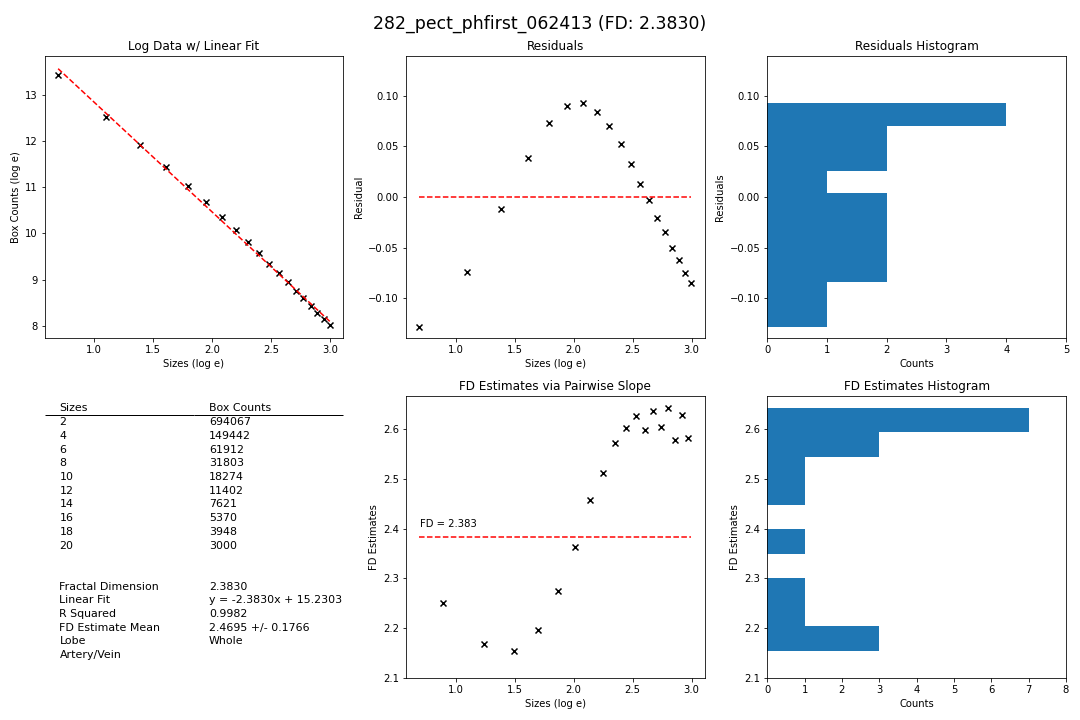 282_pect_phfirst_062413 (FD: 2.3830)
Log Data w/ Linear Fit
Box Counts (log e)
13
12
11
10
9
8
1.0 1.5 2.0 2.5 3.0
Sizes (log e)
Residuals
Residual
0.10
0.05
0.00
−0.05
−0.10
1.0 1.5 2.0 2.5 3.0
Sizes (log e)
Residuals Histogram
Residuals
0.10
0.05
0.00
−0.05
−0.10
0 1 2 3 4 5
Counts
Sizes Box Counts
2 694067
4 149442
6 61912
8 31803
10 18274
12 11402
14 7621
16 5370
18 3948
20 3000
Fractal Dimension 2.3830
Linear Fit y = -2.3830x + 15.2303
R Squared 0.9982
FD Estimate Mean 2.4695 +/- 0.1766
Lobe Whole
Artery/Vein
FD Estimates via Pairwise Slope
FD Estimates
2.6
2.5
2.4
2.3
2.2
2.1
FD = 2.383
1.0 1.5 2.0 2.5 3.0
Sizes (log e)
FD Estimates Histogram
FD Estimates
2.6
2.5
2.4
2.3
2.2
2.1
0 1 2 3 4 5 6 7 8
Counts